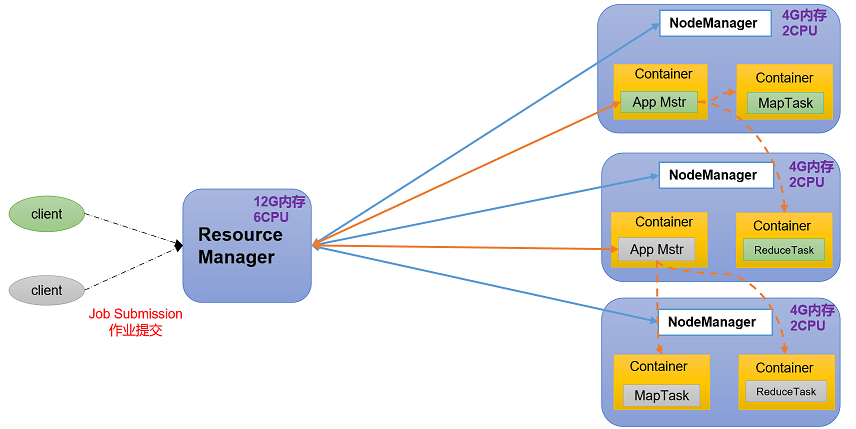 NodeManager
4G内存
2CPU
Container
App Mstr
Container
MapTask
NodeManager
4G内存
2CPU
Container
App Mstr
Container
ReduceTask
client
client
Job Submission
作业提交
12G内存
6CPU
Resource
Manager
NodeManager
4G内存
2CPU
Container
MapTask
Container
ReduceTask